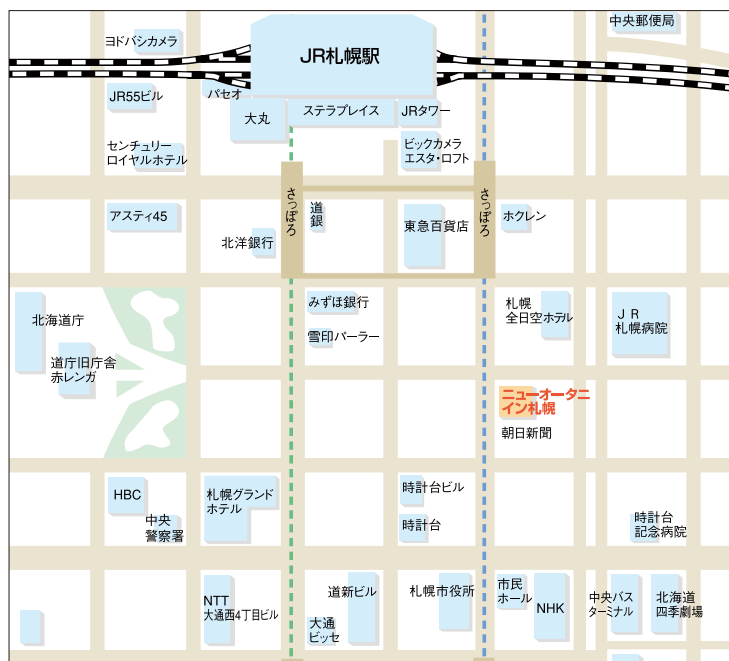 中央郵便局
ヨドバシカメラ
JR札幌駅
JR55ビル
パセオ
大丸
ステラプレイス
JRタワー
センチュリー
ロイヤルホテル
ビックカメラ
エスタ・ロフト
アスティ45
北洋銀行
さっぽろ
道銀
東急百貨店
さっぽろ
ホクレン
北海道庁
道庁旧庁舎
赤レンガ
みずほ銀行
雪印パーラー
札幌
全日空ホテル
JR
札幌病院
ニューオータニ
イン札幌
朝日新聞
HBC
中央
警察署
札幌グランド
ホテル
時計台ビル
時計台
時計台
記念病院
NTT
大通西4丁目ビル
道新ビル
大通
ビッセ
札幌市役所
市民
ホール
NHK
中央バス
ターミナル
北海道
四季劇場